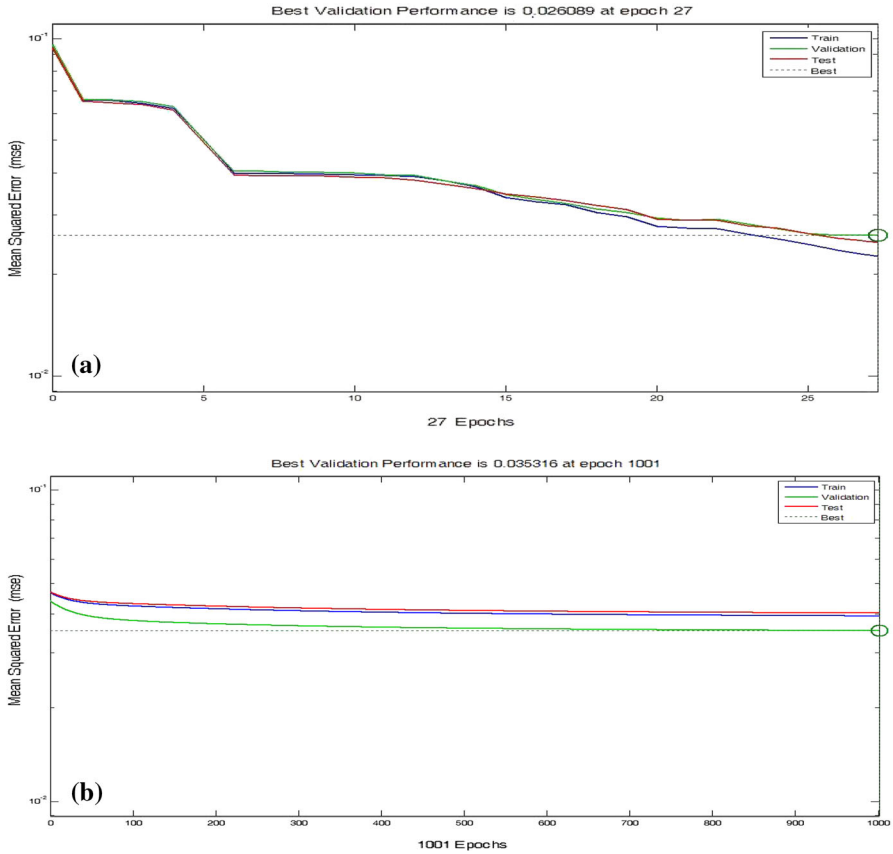 Best Validation Performance is 0.026089 at epoch 27
10-1
Train
Validation
Test
Best
Mean Squared Error (mse)
(a)
10-2
0 5 10 15 20 25
27 Epochs
Best Validation Performance is 0.035316 at epoch 1001
10-1
Train
Validation
Test
Best
Mean Squared Error (mse)
(b)
10-2
0 100 200 300 400 500 600 700 800 900 1000
1001 Epochs